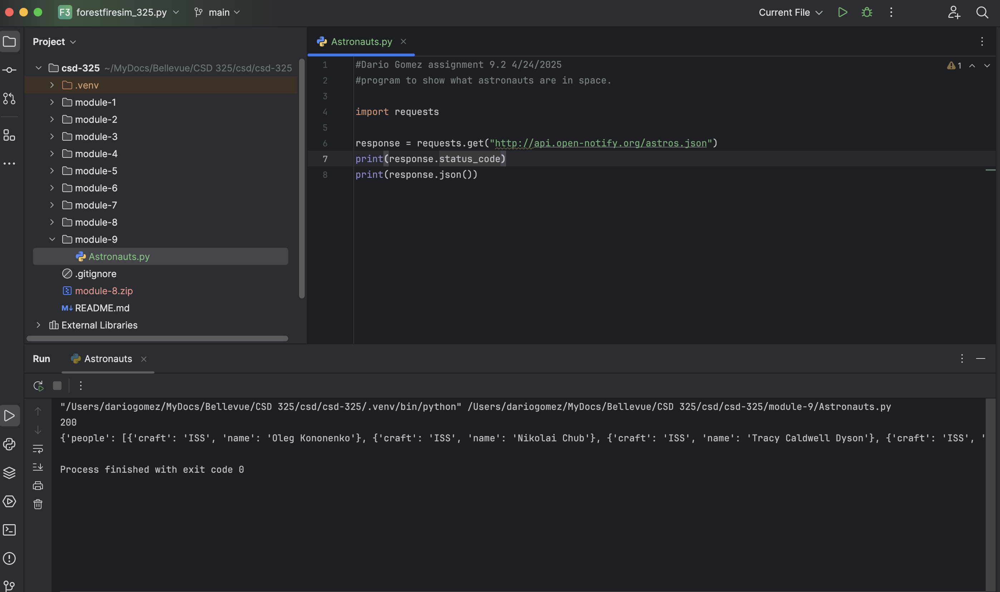 F3 forestfiresim_325.py main Current File
Project
Astronauts.py
csd-325 ~/MyDocs/Bellevue/CSD 325/csd/csd-325
.venv
module-1
module-2
module-3
module-4
module-5
module-6
module-7
module-8
module-9
Astronauts.py
.gitignore
module-8.zip
M↓ README.md
External Libraries
1 #Dario Gomez assignment 9.2 4/24/2025
2 #program to show what astronauts are in space.
3
4 import requests
5
6 response = requests.get("http://api.open-notify.org/astros.json")
7 print(response.status_code)
8 print(response.json())
1
Run Astronauts
"/Users/dariogomez/MyDocs/Bellevue/CSD 325/csd/csd-325/.venv/bin/python" /Users/dariogomez/MyDocs/Bellevue/CSD 325/csd/csd-325/module-9/Astronauts.py
200
{'people': [{'craft': 'ISS', 'name': 'Oleg Kononenko'}, {'craft': 'ISS', 'name': 'Nikolai Chub'}, {'craft': 'ISS', 'name': 'Tracy Caldwell Dyson'}, {'craft': 'ISS', '
Process finished with exit code 0